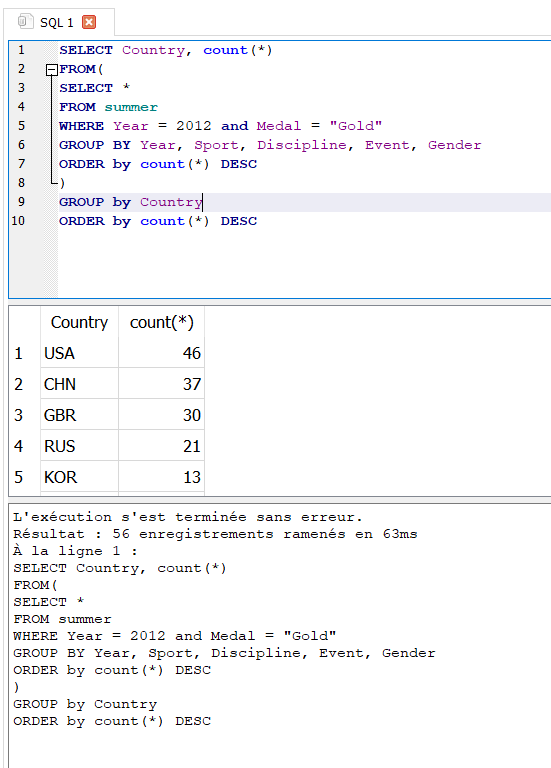 SQL 1
1 SELECT Country, count(*)
2 FROM(
3 SELECT *
4 FROM summer
5 WHERE Year = 2012 and Medal = "Gold"
6 GROUP BY Year, Sport, Discipline, Event, Gender
7 ORDER by count(*) DESC
8 )
9 GROUP by Country
10 ORDER by count(*) DESC
Country count(*)
1 USA 46
2 CHN 37
3 GBR 30
4 RUS 21
5 KOR 13
L'exécution s'est terminée sans erreur.
Résultat : 56 enregistrements ramenés en 63ms
À la ligne 1 :
SELECT Country, count(*)
FROM(
SELECT *
FROM summer
WHERE Year = 2012 and Medal = "Gold"
GROUP BY Year, Sport, Discipline, Event, Gender
ORDER by count(*) DESC
)
GROUP by Country
ORDER by count(*) DESC